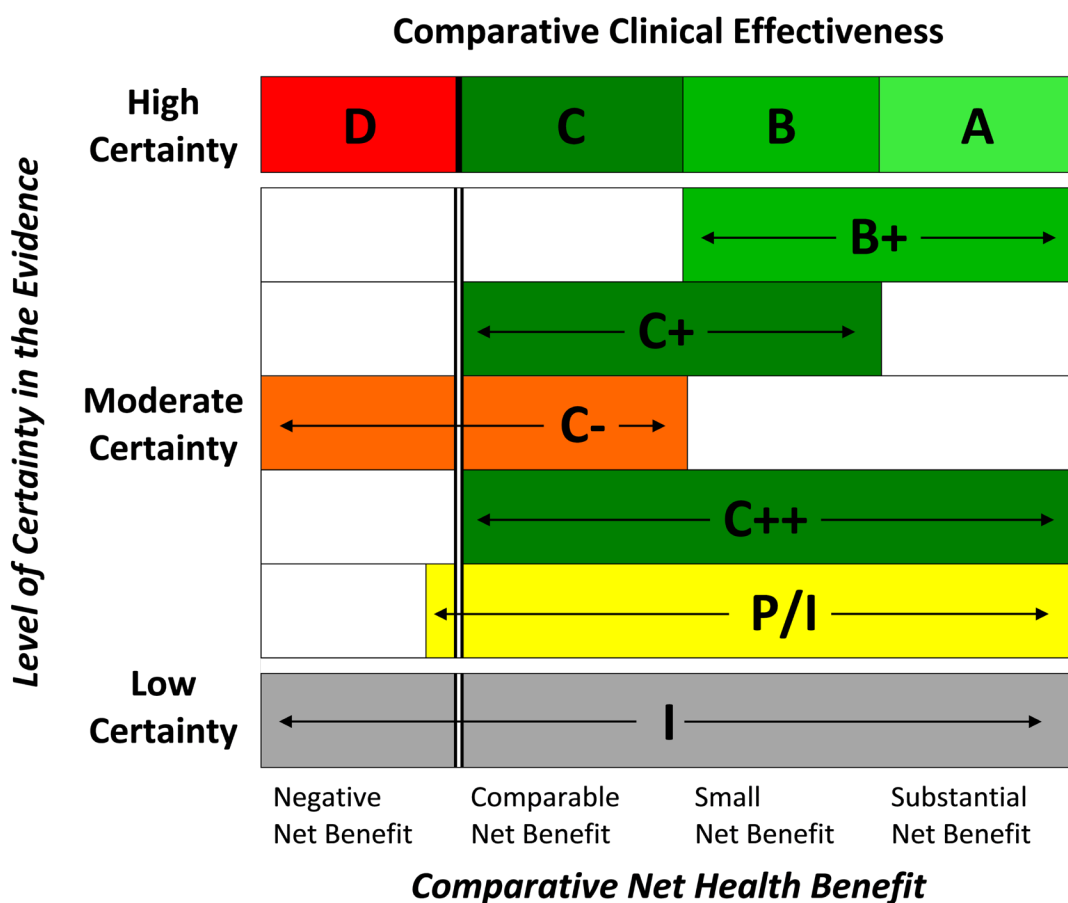 Comparative Clinical Effectiveness
High
Certainty
D
C
B
A
B+
C+
Moderate
Certainty
C-
C++
P/I
Low
Certainty
I
Negative
Net Benefit
Comparable
Net Benefit
Small
Net Benefit
Substantial
Net Benefit
Comparative Net Health Benefit
Level of Certainty in the Evidence